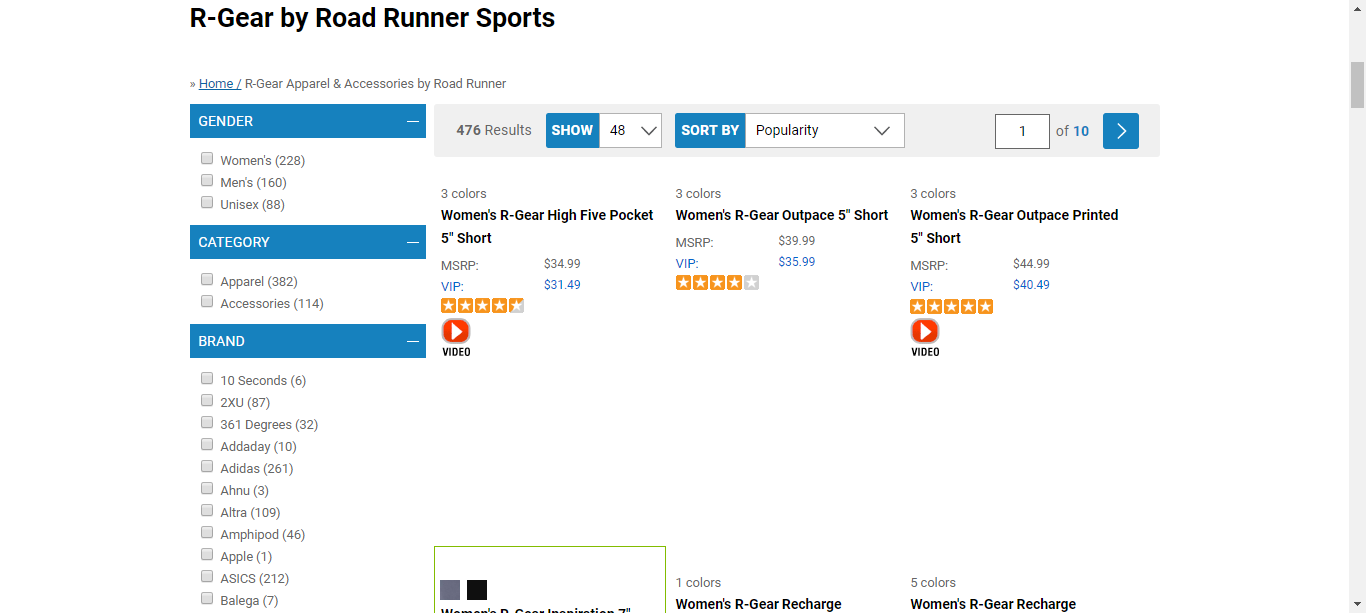 R-Gear by Road Runner Sports
» Home / R-Gear Apparel & Accessories by Road Runner
GENDER
Women's (228)
Men's (160)
Unisex (88)
CATEGORY
Apparel (382)
Accessories (114)
BRAND
10 Seconds (6)
2XU (87)
361 Degrees (32)
Addaday (10)
Adidas (261)
Ahnu (3)
Altra (109)
Amphipod (46)
Apple (1)
ASICS (212)
Balega (7)
476 Results SHOW 48 SORT BY Popularity 1 of 10
3 colors
Women's R-Gear High Five Pocket
5" Short
MSRP: $34.99
VIP: $31.49
VIDEO
3 colors
Women's R-Gear Outpace 5" Short
MSRP: $39.99
VIP: $35.99
3 colors
Women's R-Gear Outpace Printed
5" Short
MSRP: $44.99
VIP: $40.49
VIDEO
Women's R-Gear Inspiration 7"
1 colors
Women's R-Gear Recharge
5 colors
Women's R-Gear Recharge